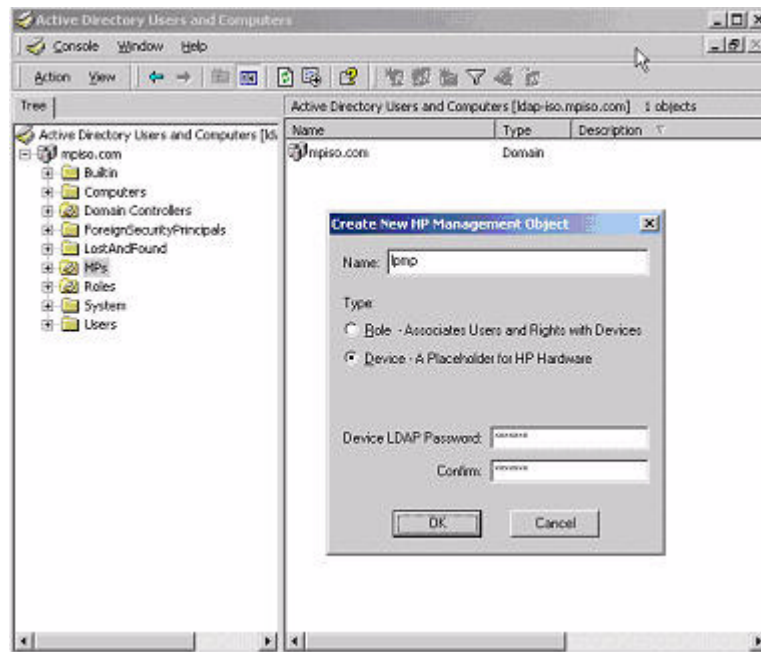 Active Directory Users and Computers
Console Window Help
Action View
Tree
Active Directory Users and Computers [ldap-iso.mpiso.com] 1 objects
Active Directory Users and Computers [lda
mpiso.com
Builtin
Computers
Domain Controllers
ForeignSecurityPrincipals
LostAndFound
MPs
Roles
System
Users
Name Type Description
mpiso.com Domain
Create New HP Management Object
Name: lpmp
Type:
Role - Associates Users and Rights with Devices
Device - A Placeholder for HP Hardware
Device LDAP Password: *******
Confirm: *******
OK Cancel